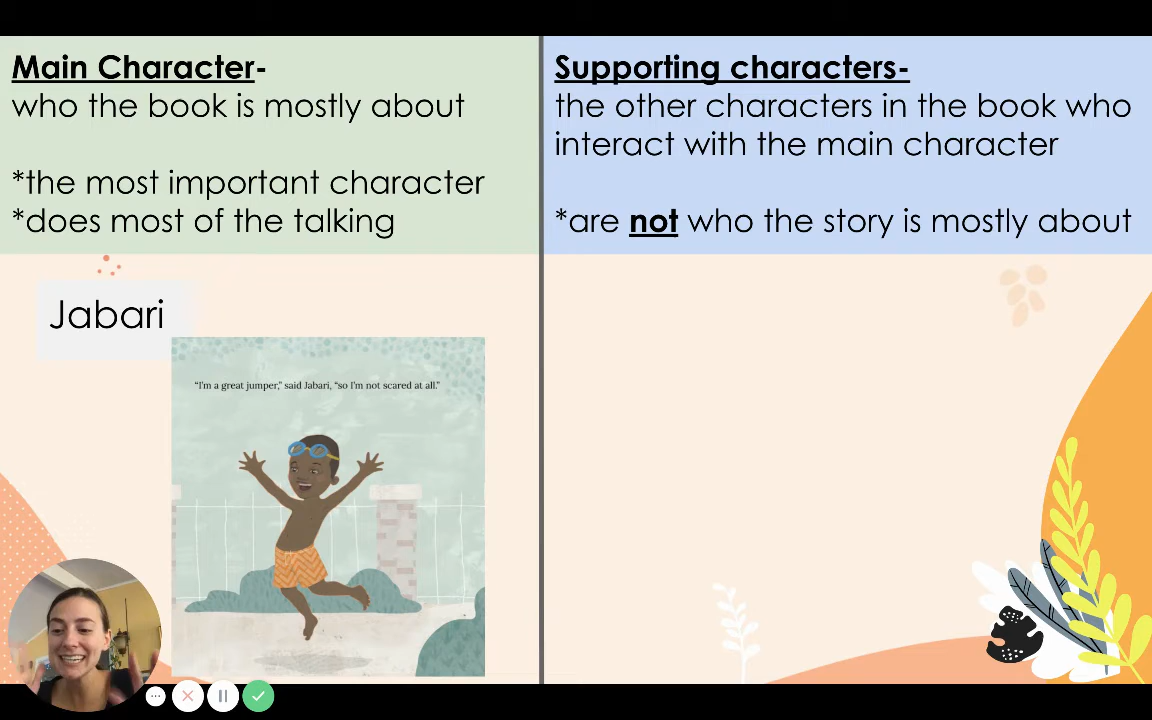 Main Character-
who the book is mostly about
*the most important character
*does most of the talking
Supporting characters-
the other characters in the book who
interact with the main character
*are not who the story is mostly about
Jabari
"I'm a great jumper," said Jabari, "so I'm not scared at all."